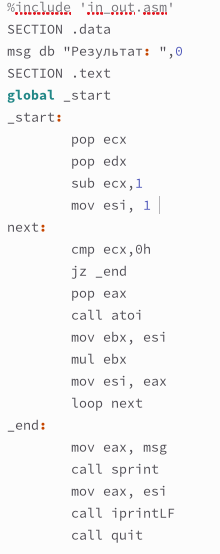 %include 'in_out.asm'
SECTION .data
msg db "Результат: ",0
SECTION .text
global _start
_start:
pop ecx
pop edx
sub ecx,1
mov esi, 1
next:
cmp ecx,0h
jz _end
pop eax
call atoi
mov ebx, esi
mul ebx
mov esi, eax
loop next
_end:
mov eax, msg
call sprint
mov eax, esi
call iprintLF
call quit